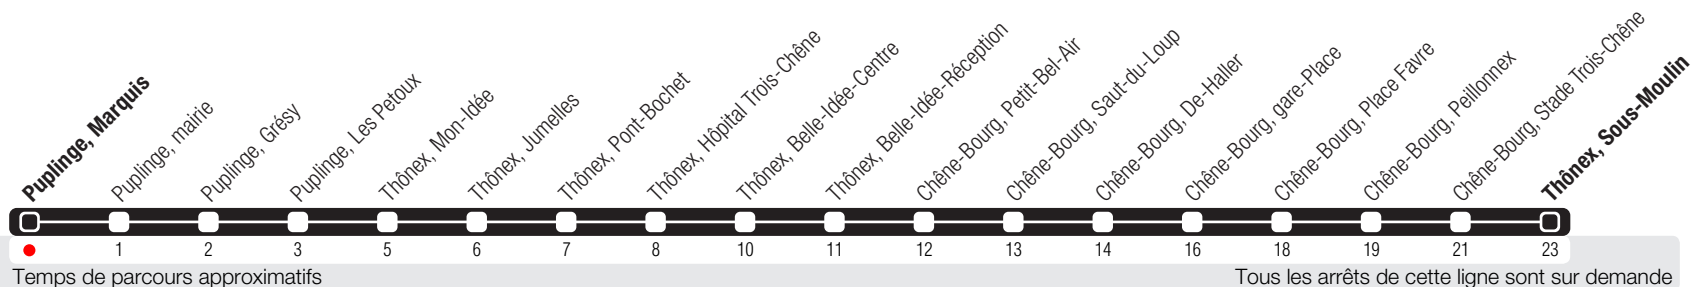 Puplinge, Marquis
Puplinge, mairie
Puplinge, Grésy
Puplinge, Les Petoux
Thônex, Mon-Idée
Thônex, Jumelles
Thônex, Pont-Bochet
Thônex, Hôpital Trois-Chêne
Thônex, Belle-Idée-Centre
Thônex, Belle-Idée-Réception
Chêne-Bourg, Petit-Bel-Air
Chêne-Bourg, Saut-du-Loup
Chêne-Bourg, De-Haller
Chêne-Bourg, gare-Place
Chêne-Bourg, Place Favre
Chêne-Bourg, Peillonnex
Chêne-Bourg, Stade Trois-Chêne
Thônex, Sous-Moulin
1 2 3 5 6 7 8 10 11 12 13 14 16 18 19 21 23
Temps de parcours approximatifs
Tous les arrêts de cette ligne sont sur demande